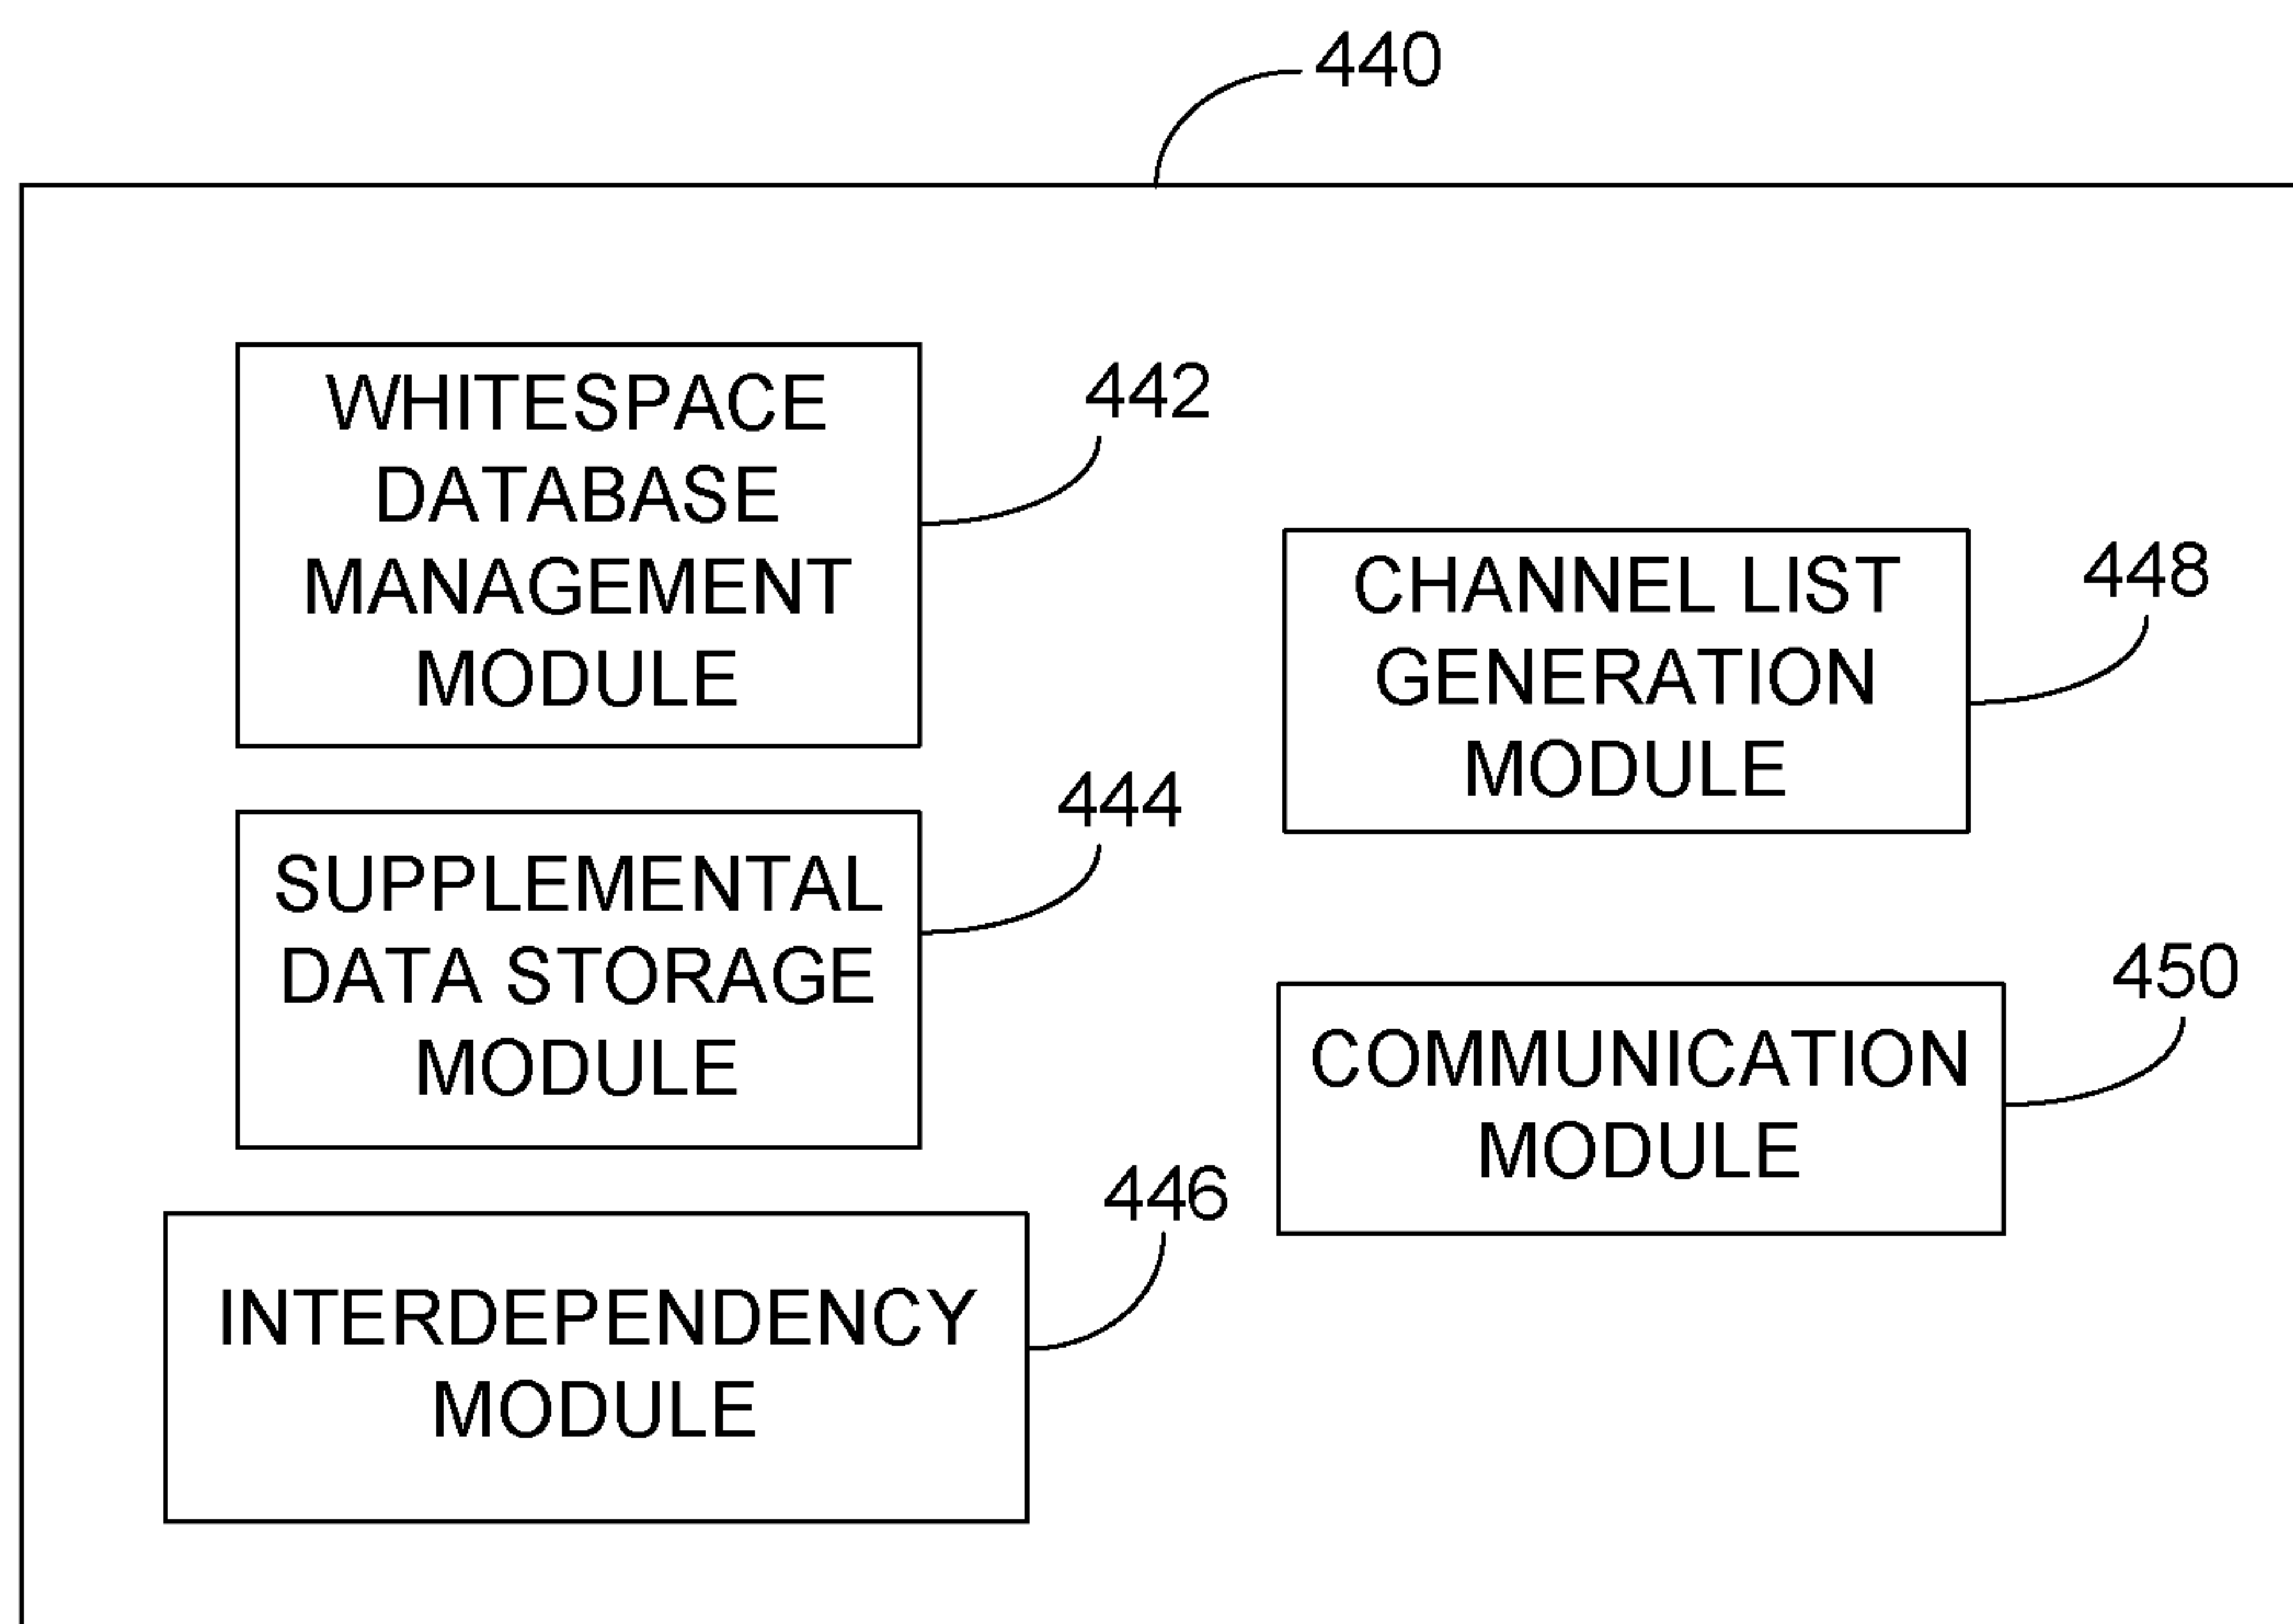 440
WHITESPACE
DATABASE
MANAGEMENT
MODULE
442
SUPPLEMENTAL
DATA STORAGE
MODULE
444
INTERDEPENDENCY
MODULE
446
CHANNEL LIST
GENERATION
MODULE
448
COMMUNICATION
MODULE
450